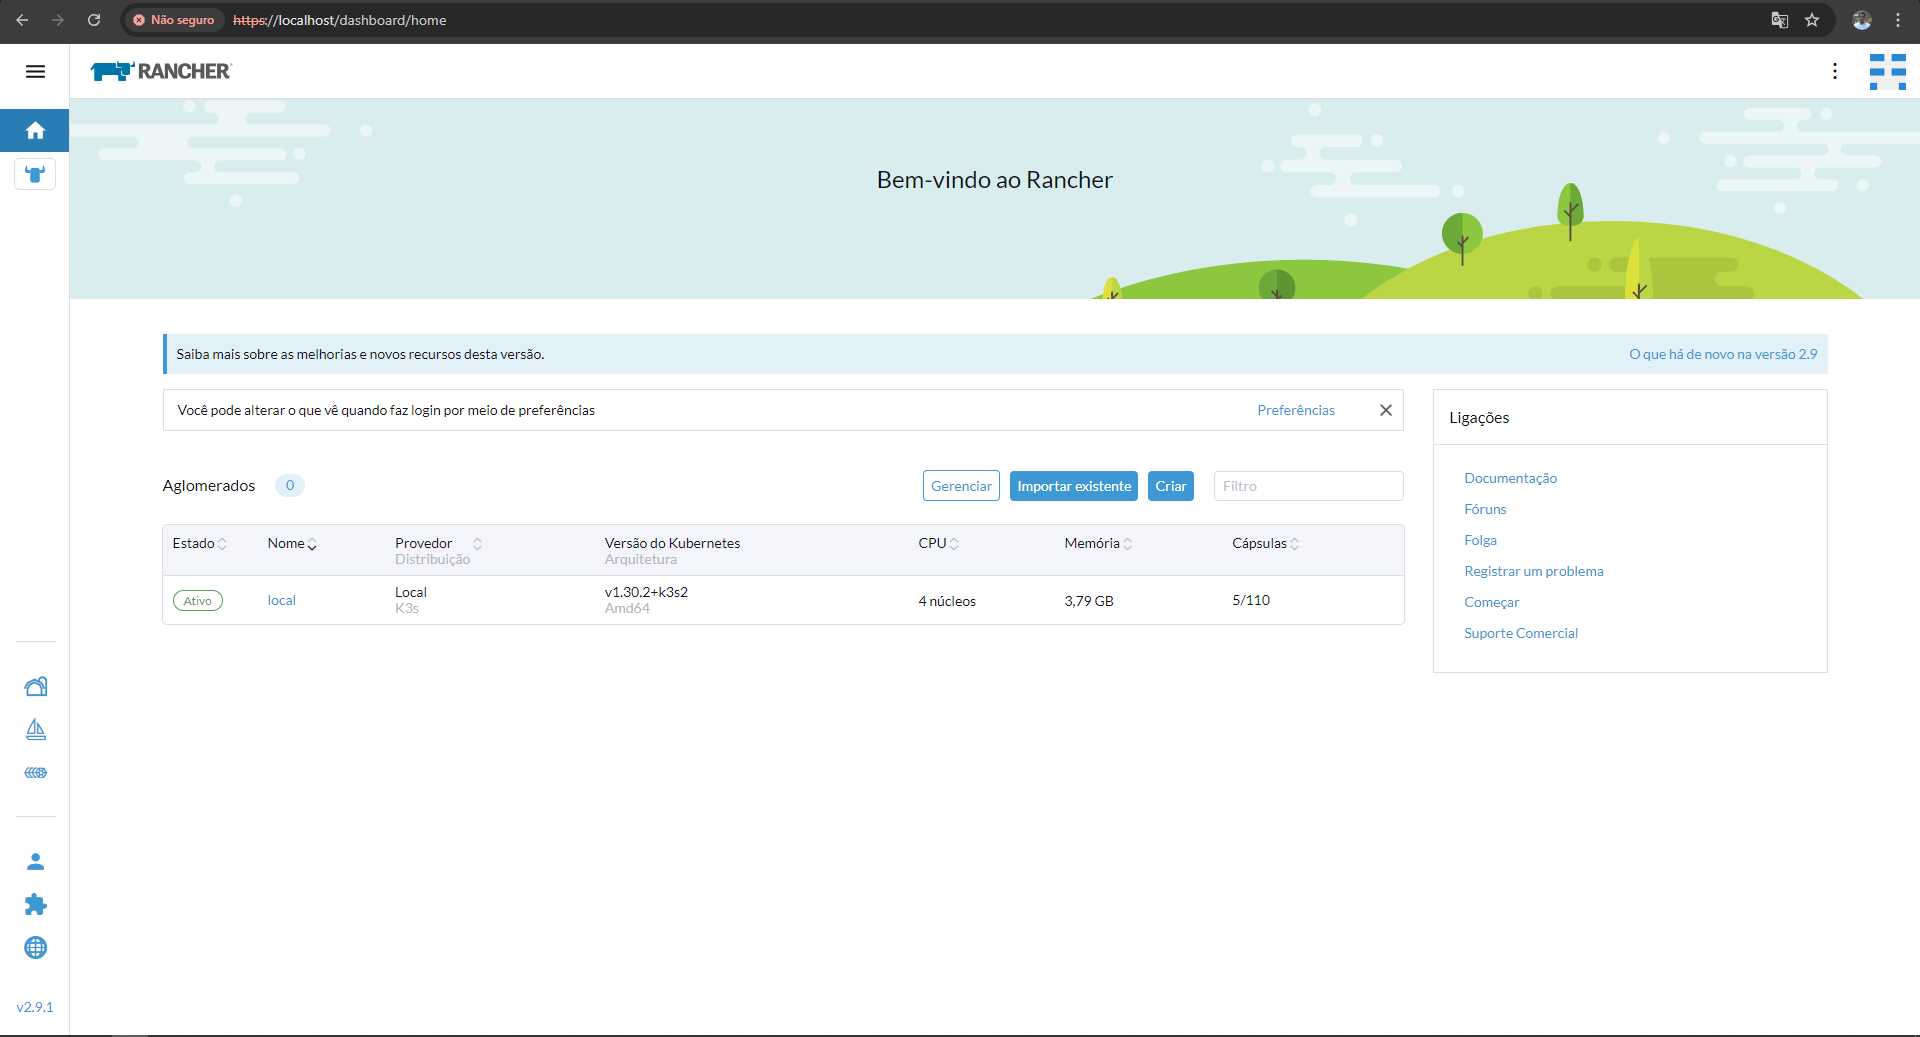 Não seguro
https://localhost/dashboard/home
RANCHER
Bem-vindo ao Rancher
Saiba mais sobre as melhorias e novos recursos desta versão.
O que há de novo na versão 2.9
Você pode alterar o que vê quando faz login por meio de preferências
Preferências
Ligações
Documentação
Fóruns
Folga
Registrar um problema
Começar
Suporte Comercial
Aglomerados
0
Gerenciar
Importar existente
Criar
Filtro
Estado
Nome
Provedor
Distribuição
Versão do Kubernetes
Arquitetura
CPU
Memória
Cápsulas
Ativo
local
Local
K3s
v1.30.2+k3s2
Amd64
4 núcleos
3,79 GB
5/110
v2.9.1